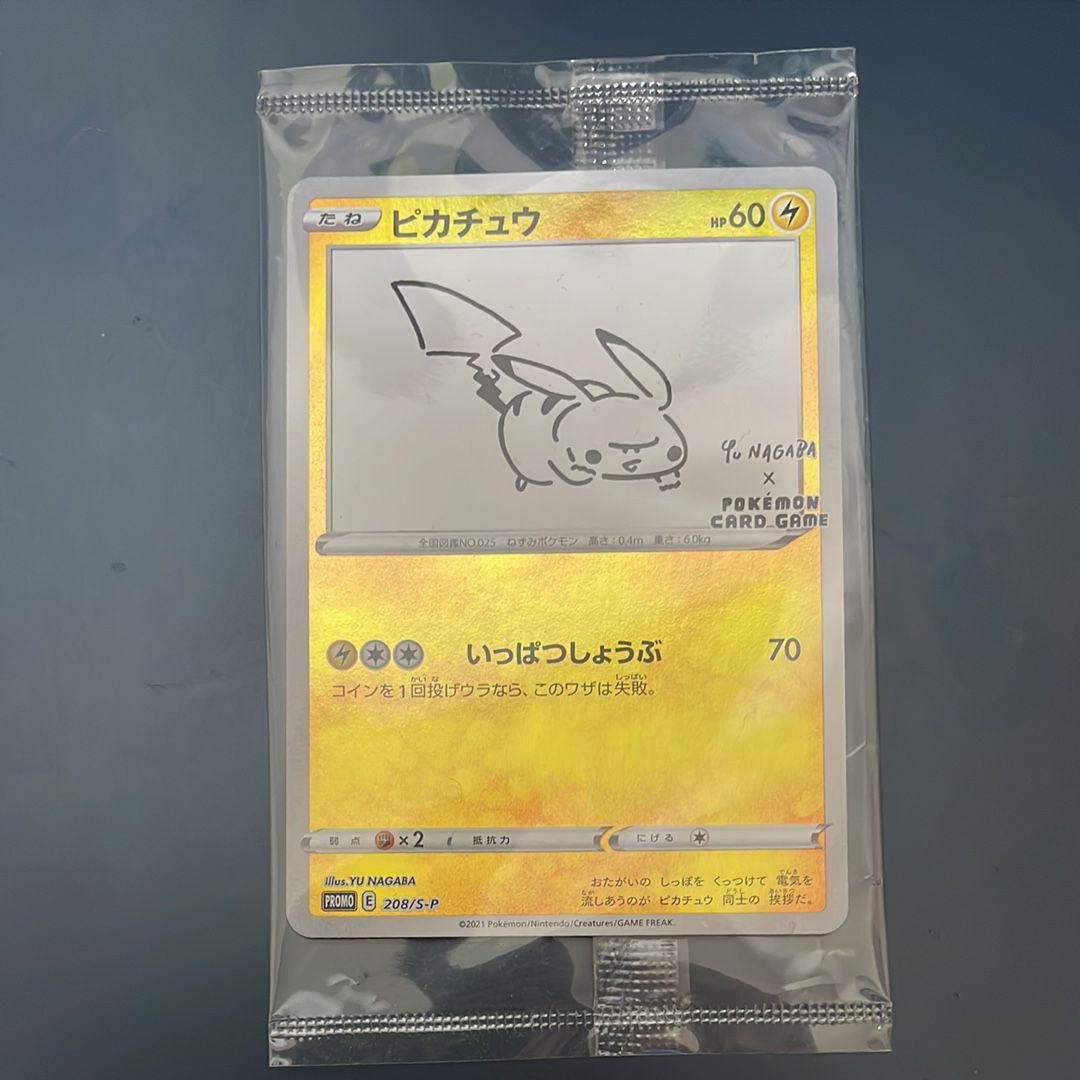 たね ピカチュウ HP60
YU NAGABA
×
POKÉMON
CARD GAME
全国図鑑NO.025 ねずみポケモン 高さ:0.4m 重さ:6.0kg
いっぱつしょうぶ 70
コインを1回投げウラなら、このワザは失敗。
弱点 ×2 抵抗力 にげる
illus.YU NAGABA
PROMO E 208/S-P
おたがいの しっぽを くっつけて 電気を
流しあうのが ピカチュウ 同士の 挨拶だ。
©2021 Pokémon/Nintendo/Creatures/GAME FREAK.